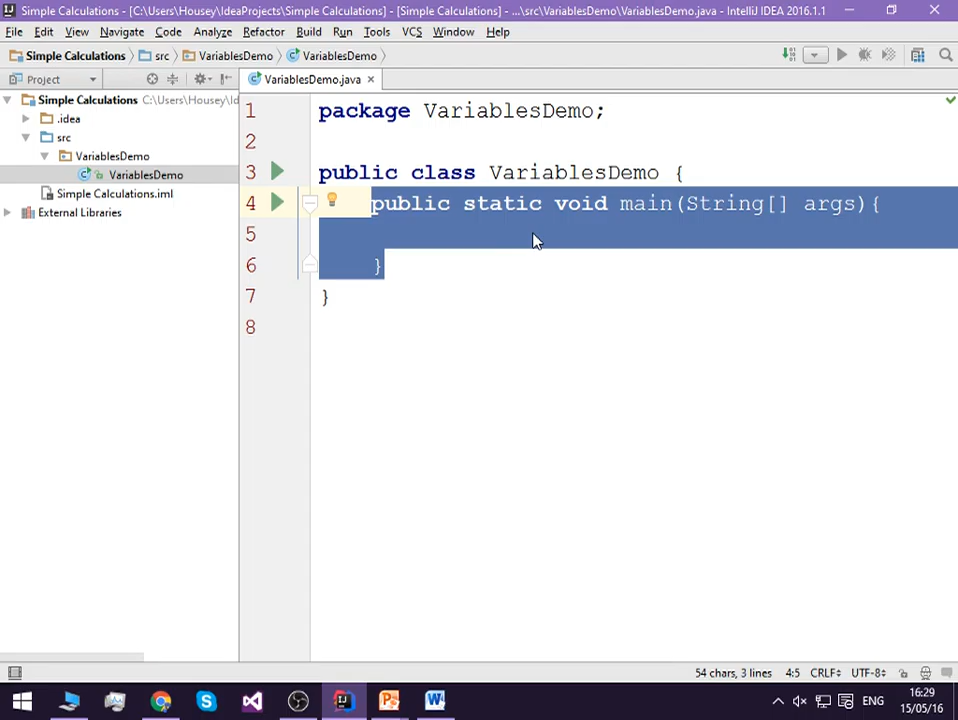 Simple Calculations - [C:\Users\Housey\IdeaProjects\Simple Calculations] - [Simple Calculations] - ...\src\VariablesDemo\VariablesDemo.java - IntelliJ IDEA 2016.1.1
File Edit View Navigate Code Analyze Refactor Build Run Tools VCS Window Help
Simple Calculations src VariablesDemo VariablesDemo
Project VariablesDemo.java
Simple Calculations C:\Users\Housey\Id
.idea
src
VariablesDemo
VariablesDemo
Simple Calculations.iml
External Libraries
1 package VariablesDemo;
2
3 public class VariablesDemo {
4 public static void main(String[] args){
5
6 }
7 }
8
54 chars, 3 lines 4:5 CRLF÷ UTF-8÷
ENG 16:29
15/05/16